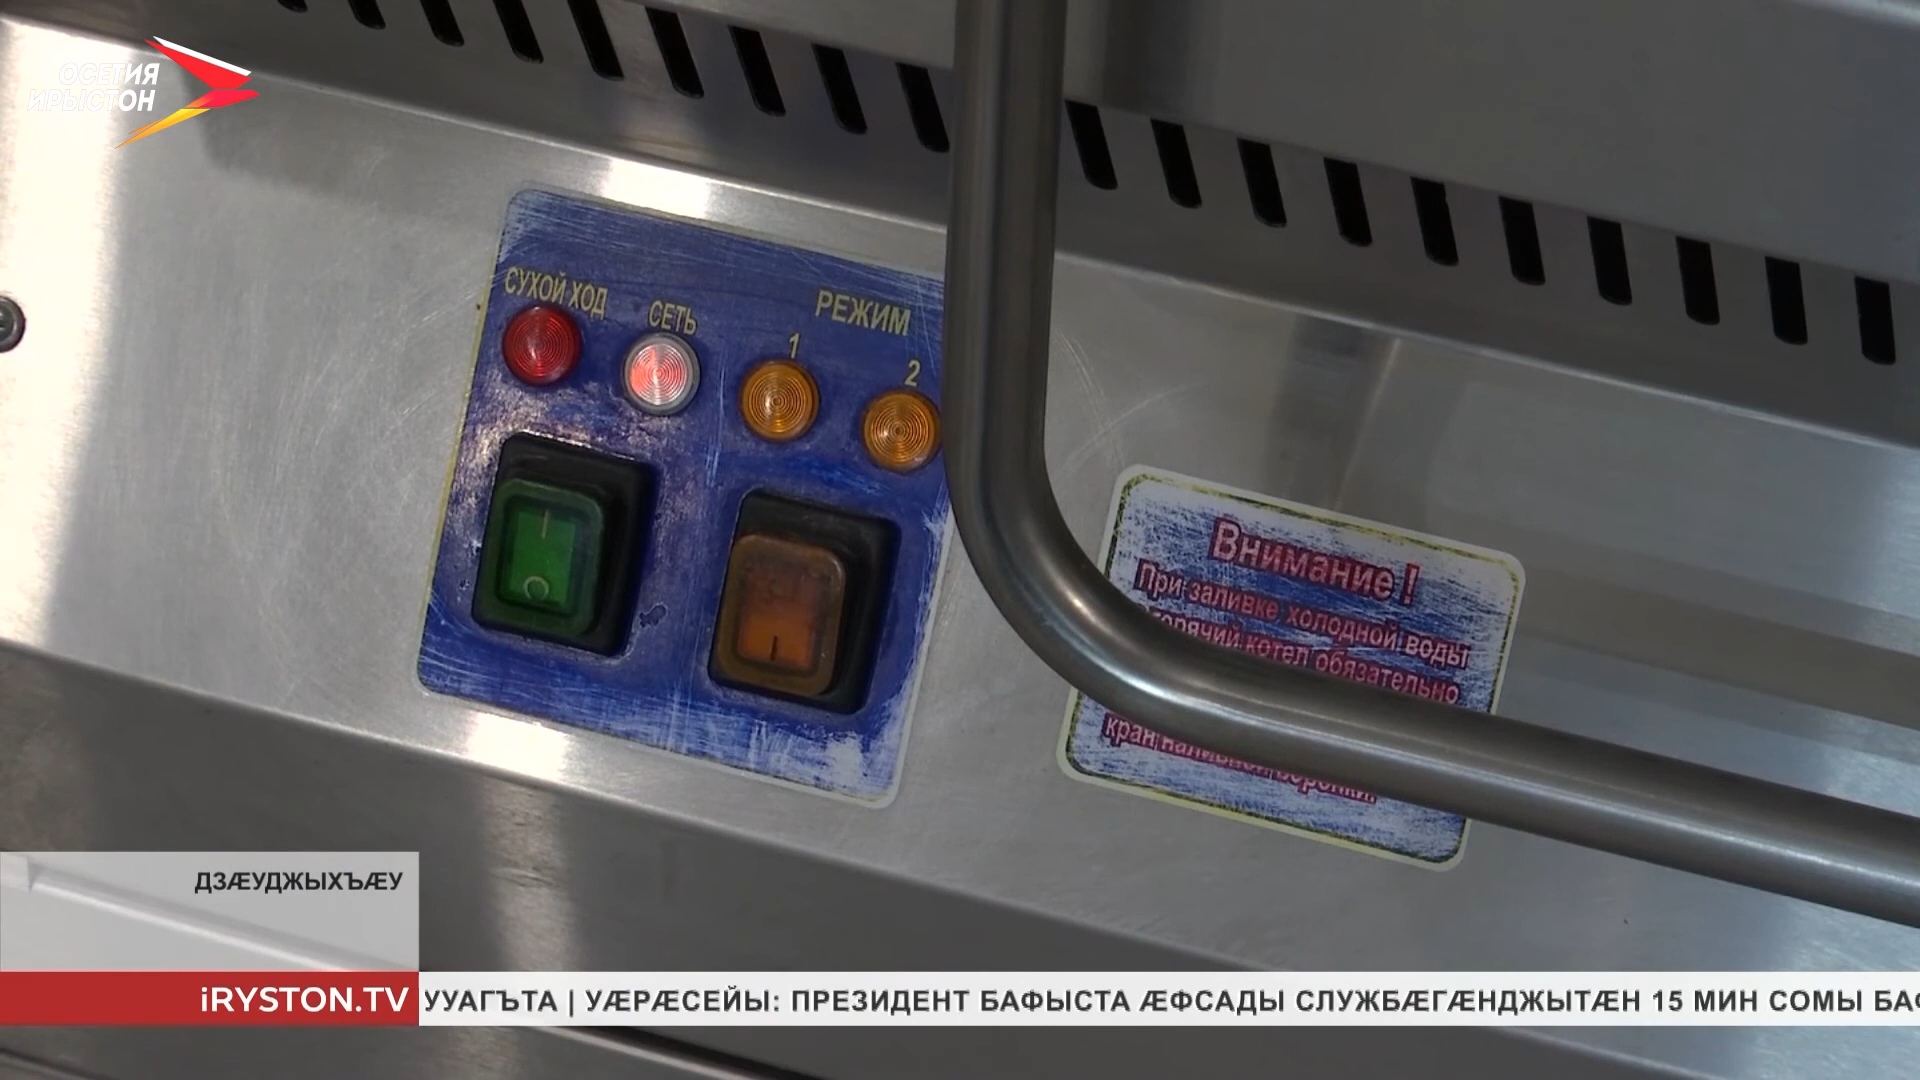 ОСЕТИЯ
ИРЫСТОН
СУХОЙ ХОД
СЕТЬ
РЕЖИМ
1
2
Внимание !
При заливке холодной воды
горячий котел обязательно
кран наливной воронки.
ДЗÆУДЖЫХЪÆУ
iRYSTON.TV
УУАГЪТА | УÆРÆСЕЙЫ: ПРЕЗИДЕНТ БАФЫСТА ÆФСАДЫ СЛУЖБÆГÆНДЖЫТÆН 15 МИН СОМЫ